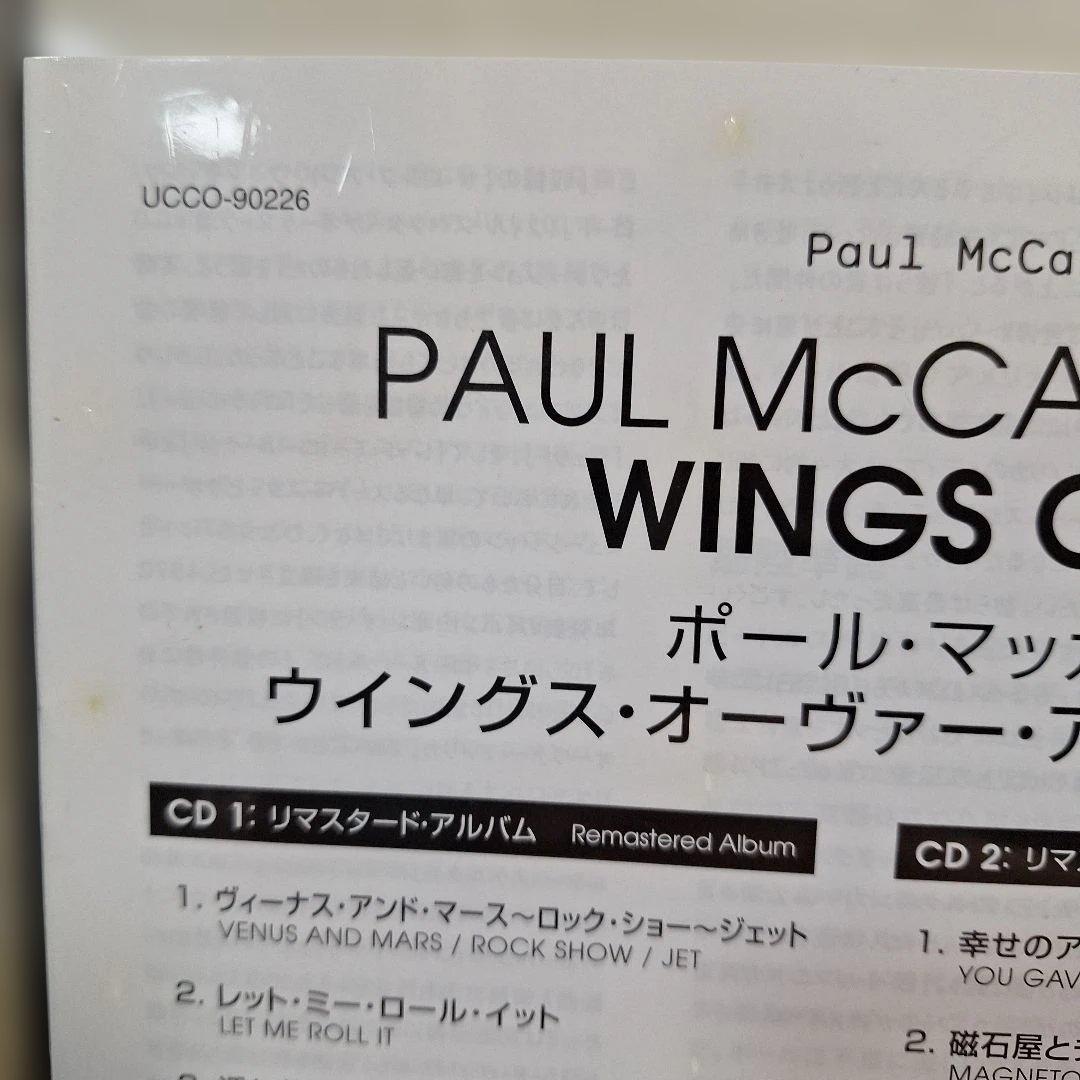 UCCO-90226
Paul McCa
PAUL McCA
WINGS
ポール・マッカ
ウイングス・オーヴァー・ア
CD 1: リマスタード・アルバム Remastered Album
1. ヴィーナス・アンド・マース〜ロック・ショー〜ジェット
VENUS AND MARS / ROCK SHOW / JET
2. レット・ミー・ロール・イット
LET ME ROLL IT
CD 2: リマ
1. 幸せのア
YOU GAV
2. 磁石屋と
MAGNETO